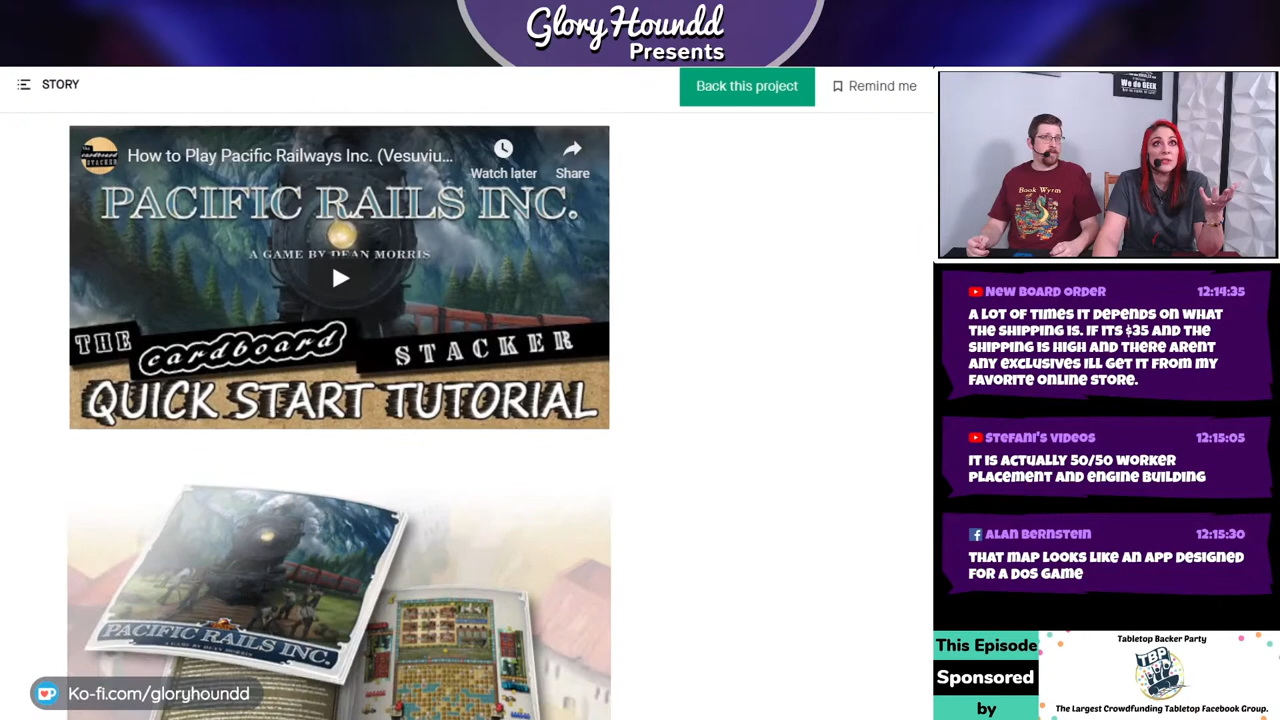 GloryHoundd
Presents
STORY
Back this project
Remind me
How to Play Pacific Railways Inc. (Vesuviu...
Watch later
Share
PACIFIC RAILS INC.
A GAME BY DEAN MORRIS
THE cardboard STACKER
QUICK START TUTORIAL
PACIFIC RAILS INC.
A GAME BY DEAN MORRIS
Ko-fi.com/gloryhoundd
We do GEEK
Book Wyrm
New Board Order
12:14:35
A LOT OF TIMES IT DEPENDS ON WHAT
THE SHIPPING IS. IF ITS $35 AND THE
SHIPPING IS HIGH AND THERE ARENT
ANY EXCLUSIVES ILL GET IT FROM MY
FAVORITE ONLINE STORE.
Stefani's Videos
12:15:05
IT IS ACTUALLY 50/50 WORKER
PLACEMENT AND ENGINE BUILDING
Alan Bernstein
12:15:30
THAT MAP LOOKS LIKE AN APP DESIGNED
FOR A DOS GAME
This Episode
Sponsored
by
Tabletop Backer Party
TBP
The Largest Crowdfunding Tabletop Facebook Group.